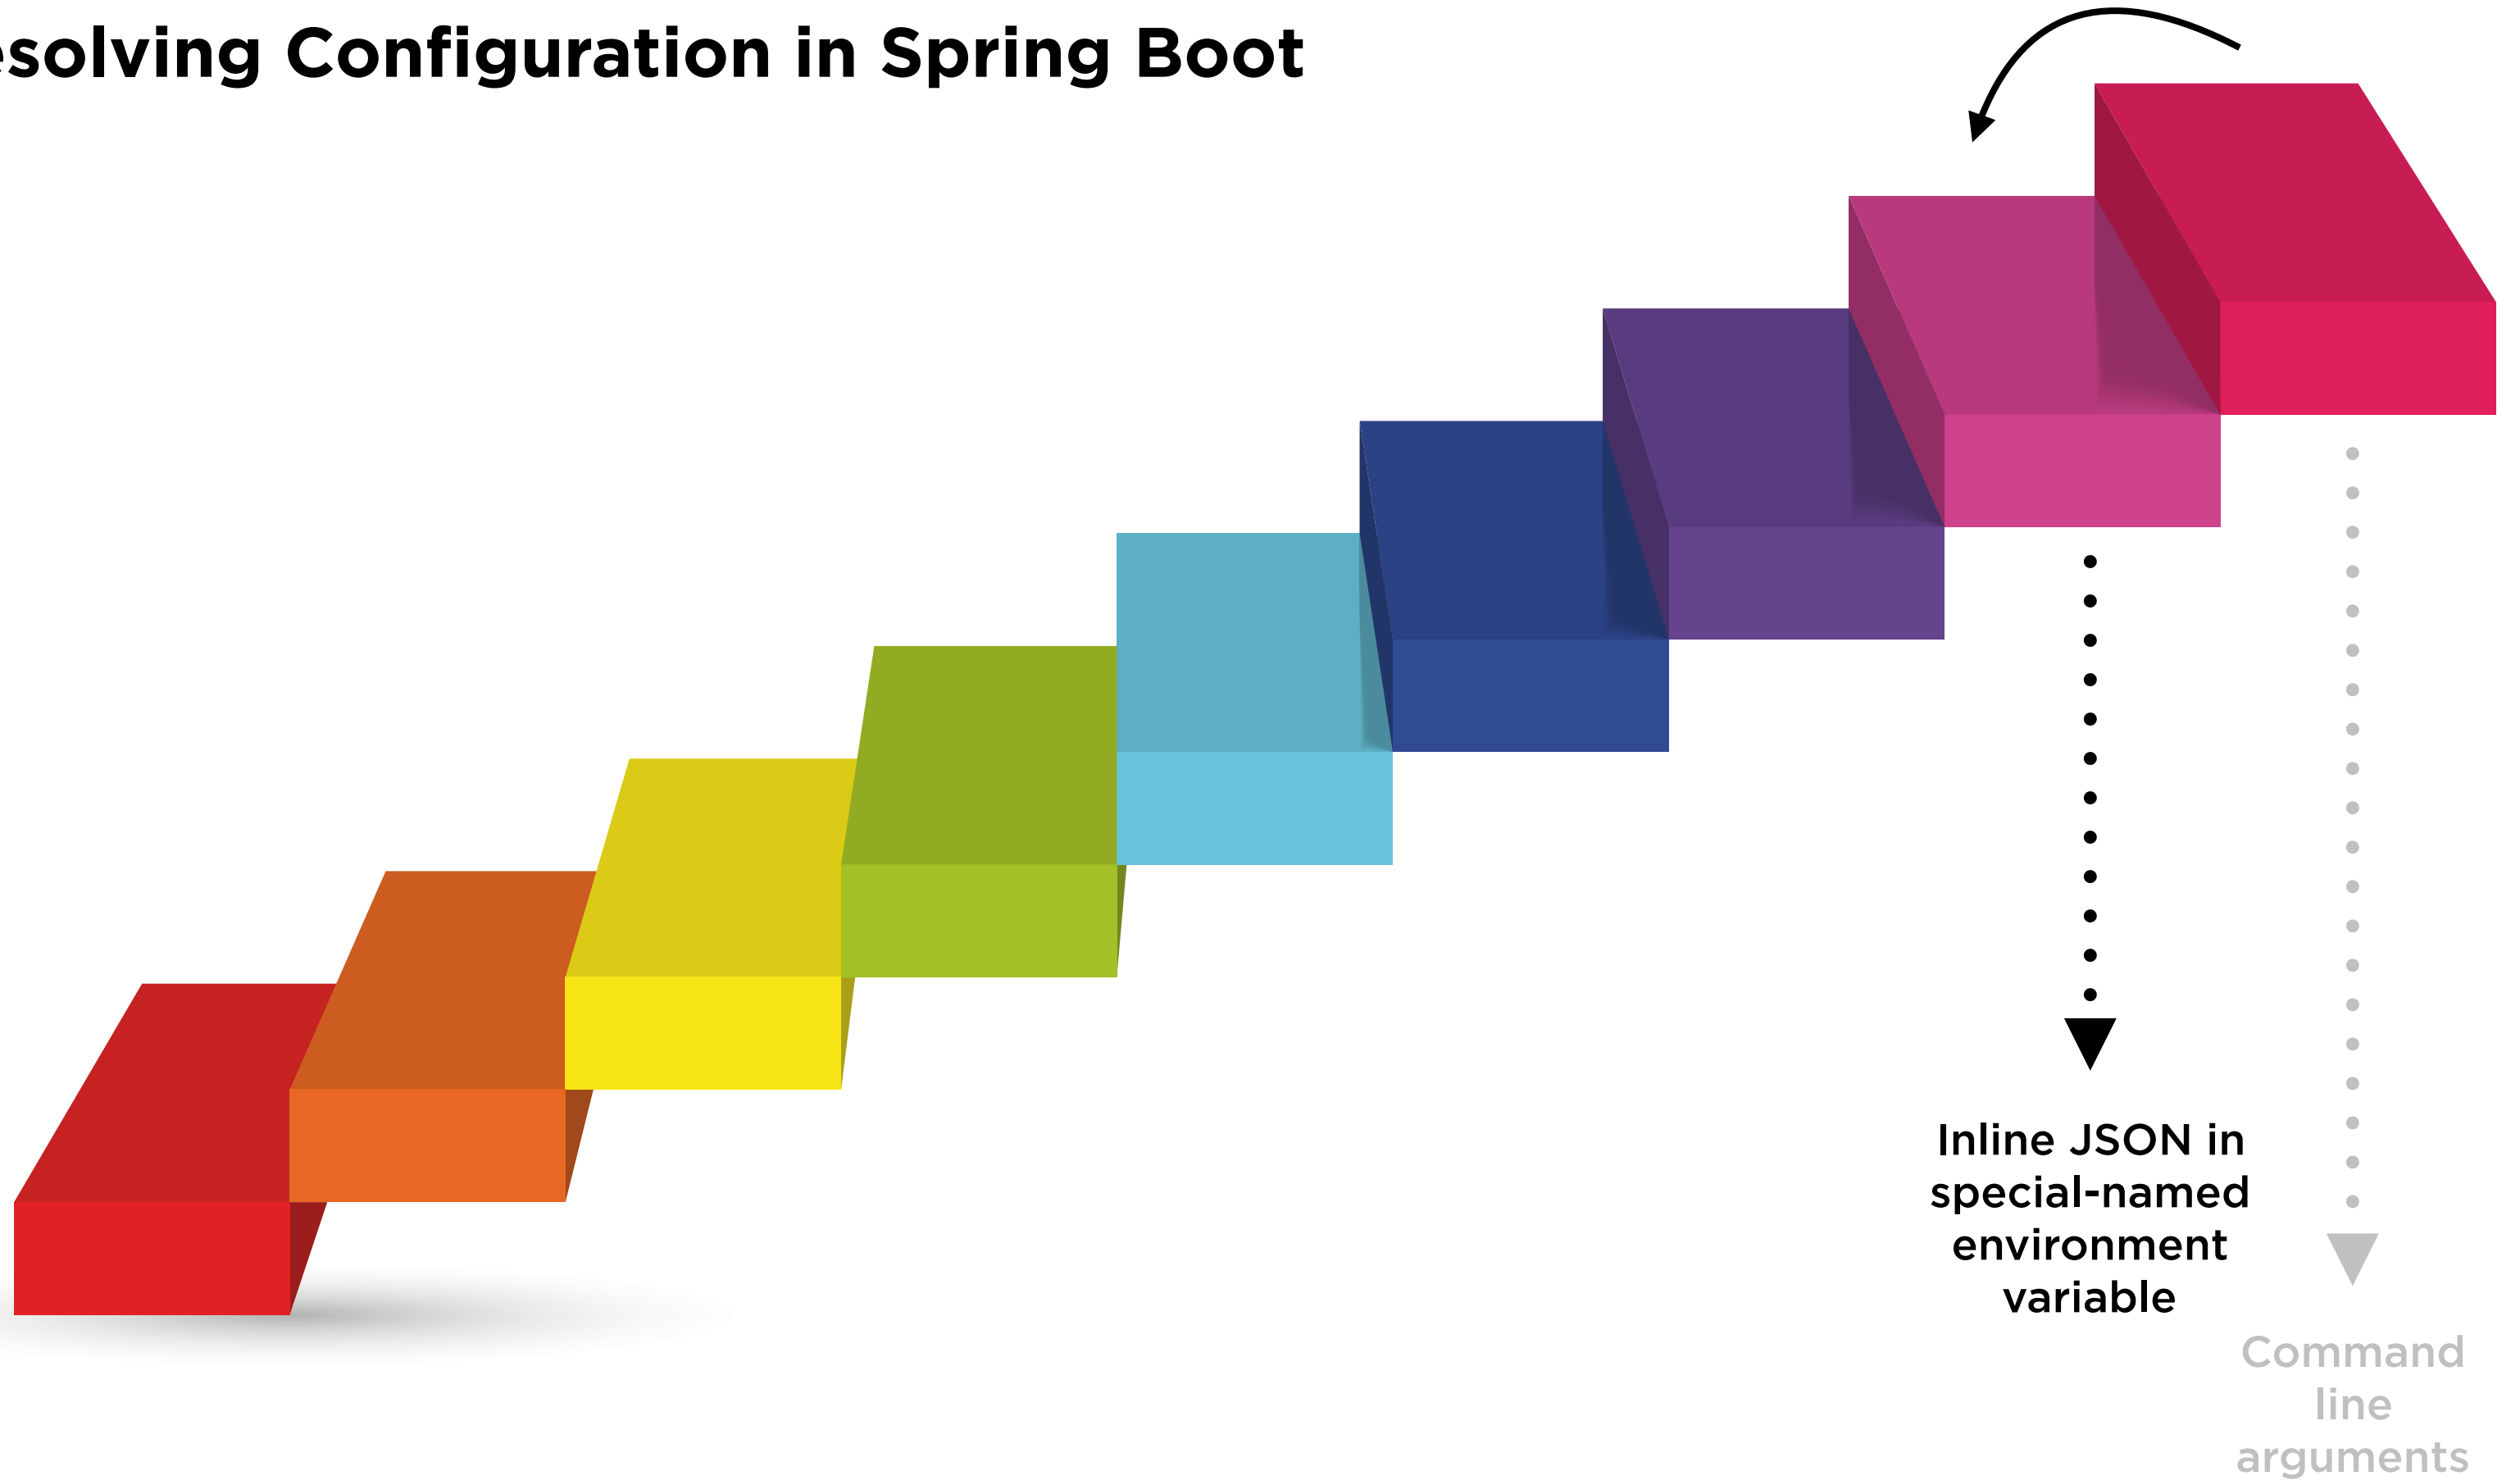 esolving Configuration in Spring Boot
Inline JSON in
special-named
environment
variable
Command
line
arguments